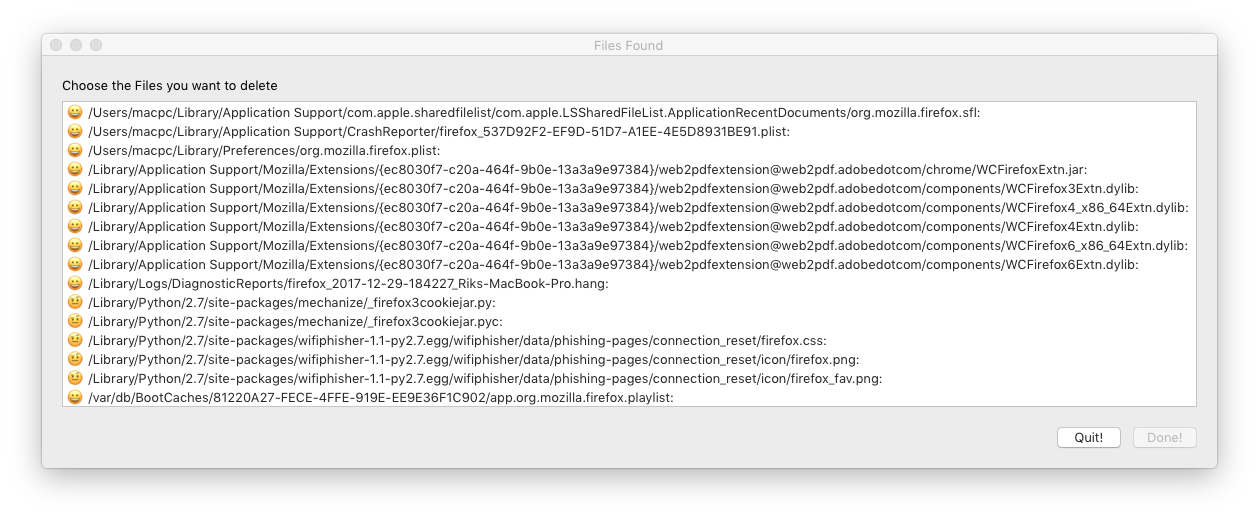 Files Found
Choose the Files you want to delete
😀 /Users/macpc/Library/Application Support/com.apple.sharedfilelist/com.apple.LSSharedFileList.ApplicationRecentDocuments/org.mozilla.firefox.sfl:
😀 /Users/macpc/Library/Application Support/CrashReporter/firefox_537D92F2-EF9D-51D7-A1EE-4E5D8931BE91.plist:
😀 /Users/macpc/Library/Preferences/org.mozilla.firefox.plist:
😀 /Library/Application Support/Mozilla/Extensions/{ec8030f7-c20a-464f-9b0e-13a3a9e97384}/web2pdfextension@web2pdf.adobedotcom/chrome/WCFirefoxExtn.jar:
😀 /Library/Application Support/Mozilla/Extensions/{ec8030f7-c20a-464f-9b0e-13a3a9e97384}/web2pdfextension@web2pdf.adobedotcom/components/WCFirefox3Extn.dylib:
😀 /Library/Application Support/Mozilla/Extensions/{ec8030f7-c20a-464f-9b0e-13a3a9e97384}/web2pdfextension@web2pdf.adobedotcom/components/WCFirefox4_x86_64Extn.dylib:
😀 /Library/Application Support/Mozilla/Extensions/{ec8030f7-c20a-464f-9b0e-13a3a9e97384}/web2pdfextension@web2pdf.adobedotcom/components/WCFirefox4Extn.dylib:
😀 /Library/Application Support/Mozilla/Extensions/{ec8030f7-c20a-464f-9b0e-13a3a9e97384}/web2pdfextension@web2pdf.adobedotcom/components/WCFirefox6_x86_64Extn.dylib:
😀 /Library/Application Support/Mozilla/Extensions/{ec8030f7-c20a-464f-9b0e-13a3a9e97384}/web2pdfextension@web2pdf.adobedotcom/components/WCFirefox6Extn.dylib:
😀 /Library/Logs/DiagnosticReports/firefox_2017-12-29-184227_Riks-MacBook-Pro.hang:
🤨 /Library/Python/2.7/site-packages/mechanize/_firefox3cookiejar.py:
🤨 /Library/Python/2.7/site-packages/mechanize/_firefox3cookiejar.pyc:
🤨 /Library/Python/2.7/site-packages/wifiphisher-1.1-py2.7.egg/wifiphisher/data/phishing-pages/connection_reset/firefox.css:
🤨 /Library/Python/2.7/site-packages/wifiphisher-1.1-py2.7.egg/wifiphisher/data/phishing-pages/connection_reset/icon/firefox.png:
🤨 /Library/Python/2.7/site-packages/wifiphisher-1.1-py2.7.egg/wifiphisher/data/phishing-pages/connection_reset/icon/firefox_fav.png:
😀 /var/db/BootCaches/81220A27-FECE-4FFE-919E-EE9E36F1C902/app.org.mozilla.firefox.playlist:
Quit!
Done!